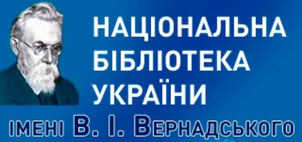 НАЦІОНАЛЬНА
БІБЛІОТЕКА
УКРАЇНИ
ІМЕНІ В. І. ВЕРНАДСЬКОГО